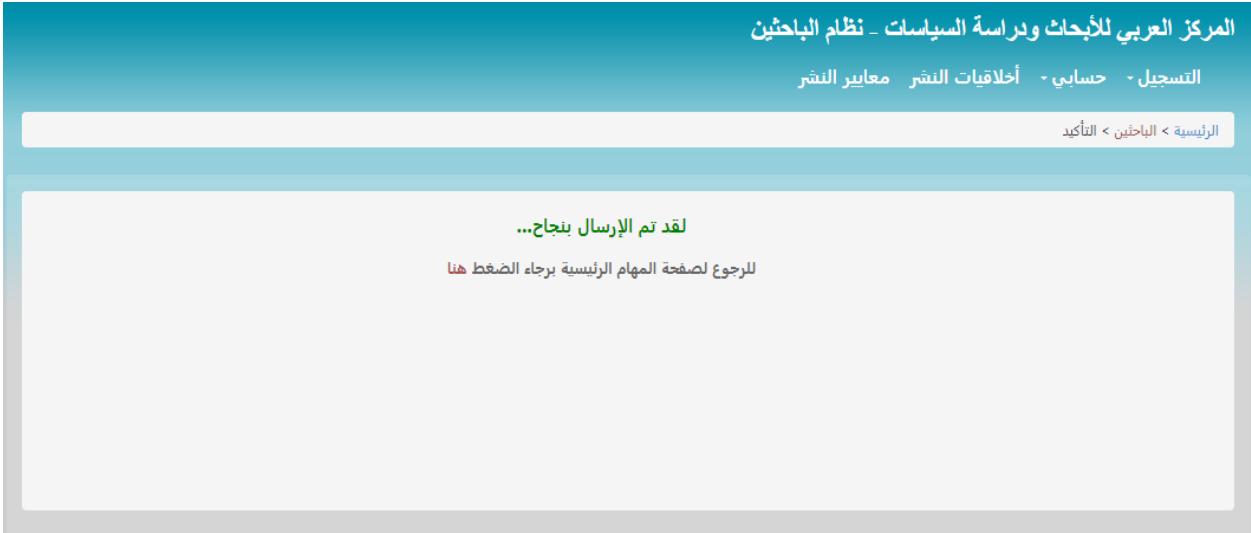 المركز العربي للأبحاث ودراسة السياسات - نظام الباحثين
التسجيل حسابي أخلاقيات النشر معايير النشر
الرئيسية > الباحثين > التأكيد
لقد تم الإرسال بنجاح...
للرجوع لصفحة المهام الرئيسية برجاء الضغط هنا